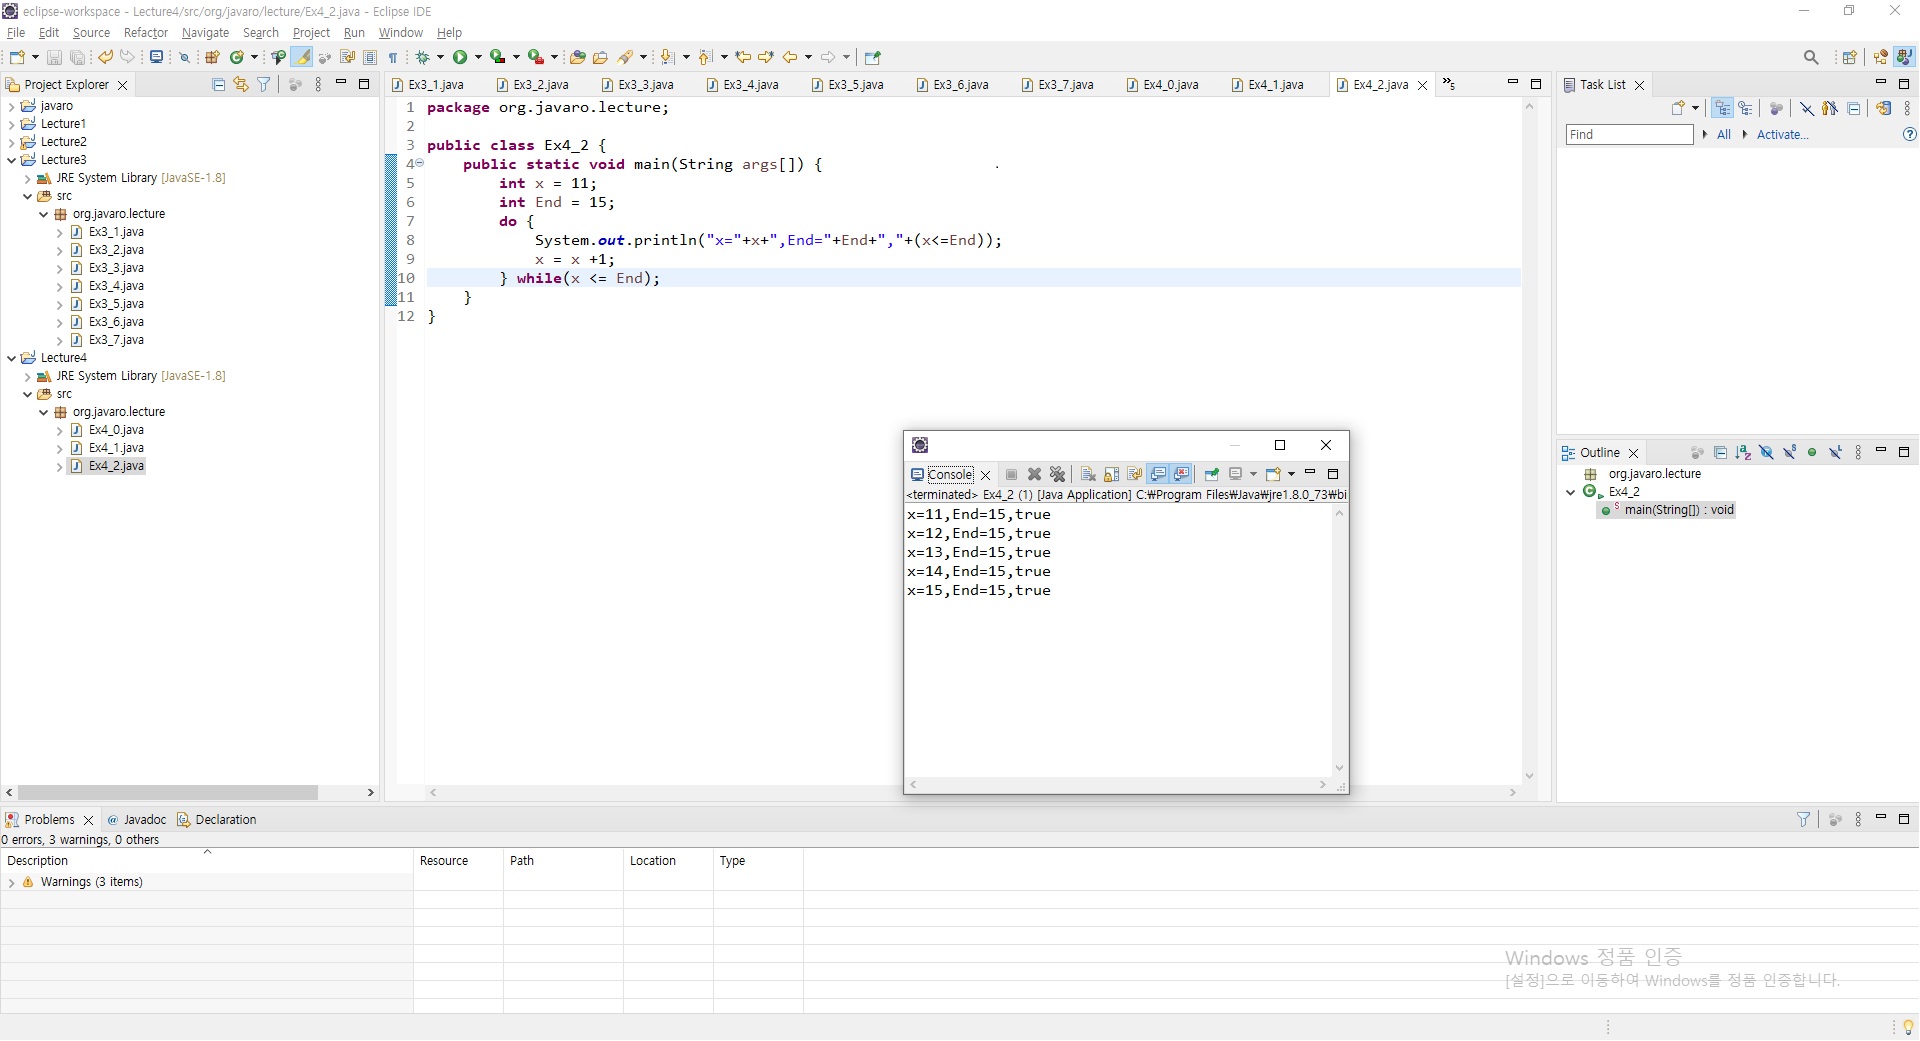 eclipse-workspace - Lecture4/src/org/javaro/lecture/Ex4_2.java - Eclipse IDE
File Edit Source Refactor Navigate Search Project Run Window Help
Project Explorer
javaro
Lecture1
Lecture2
Lecture3
JRE System Library [JavaSE-1.8]
src
org.javaro.lecture
Ex3_1.java
Ex3_2.java
Ex3_3.java
Ex3_4.java
Ex3_5.java
Ex3_6.java
Ex3_7.java
Lecture4
JRE System Library [JavaSE-1.8]
src
org.javaro.lecture
Ex4_0.java
Ex4_1.java
Ex4_2.java
Ex3_1.java Ex3_2.java Ex3_3.java Ex3_4.java Ex3_5.java Ex3_6.java Ex3_7.java Ex4_0.java Ex4_1.java Ex4_2.java »5
1 package org.javaro.lecture;
2
3 public class Ex4_2 {
4 public static void main(String args[]) {
5 int x = 11;
6 int End = 15;
7 do {
8 System.out.println("x="+x+",End="+End+","+(x<=End));
9 x = x +1;
10 } while(x <= End);
11 }
12 }
Console
<terminated> Ex4_2 (1) [Java Application] C:₩Program Files₩Java₩jre1.8.0_73₩bi
x=11,End=15,true
x=12,End=15,true
x=13,End=15,true
x=14,End=15,true
x=15,End=15,true
Task List
Find All Activate...
Outline
org.javaro.lecture
Ex4_2
main(String[]) : void
Problems @ Javadoc Declaration
0 errors, 3 warnings, 0 others
Description Resource Path Location Type
Warnings (3 items)
Windows 정품 인증
[설정]으로 이동하여 Windows를 정품 인증합니다.